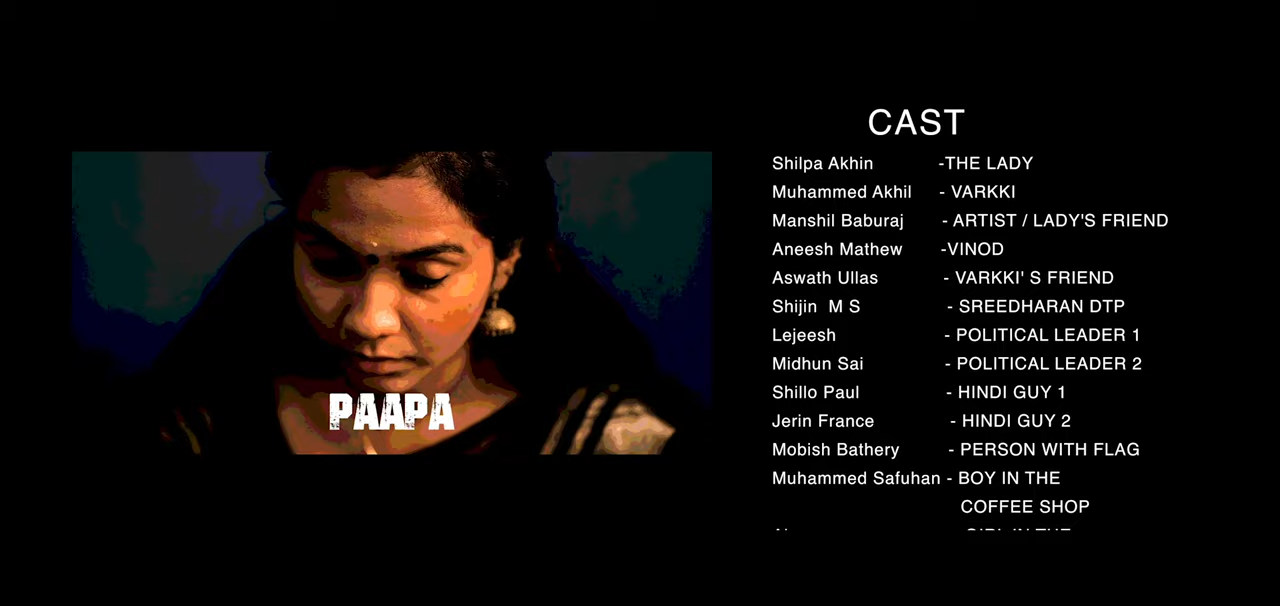 CAST
Shilpa Akhin -THE LADY
Muhammed Akhil - VARKKI
Manshil Baburaj - ARTIST / LADY'S FRIEND
Aneesh Mathew -VINOD
Aswath Ullas - VARKKI' S FRIEND
Shijin M S - SREEDHARAN DTP
Lejeesh - POLITICAL LEADER 1
Midhun Sai - POLITICAL LEADER 2
Shillo Paul - HINDI GUY 1
Jerin France - HINDI GUY 2
Mobish Bathery - PERSON WITH FLAG
Muhammed Safuhan - BOY IN THE
COFFEE SHOP
PAAPA